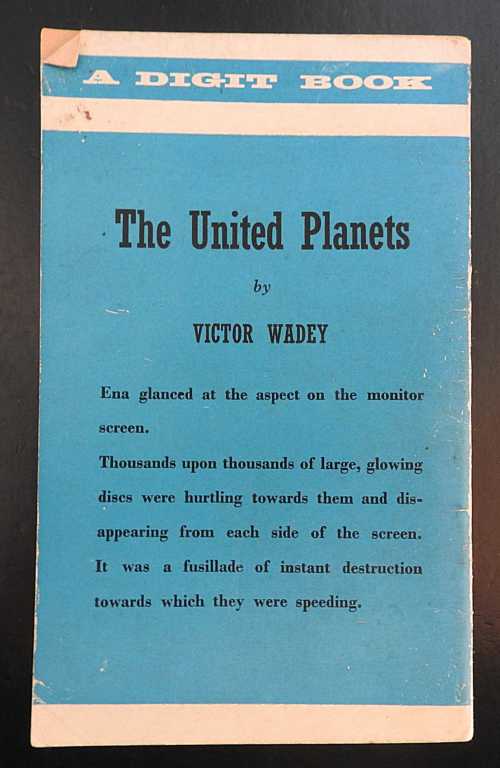 A DIGIT BOOK
The United Planets
by
VICTOR WADEY
Ena glanced at the aspect on the monitor
screen.
Thousands upon thousands of large, glowing
discs were hurtling towards them and dis-
appearing from each side of the screen.
It was a fusillade of instant destruction
towards which they were speeding.